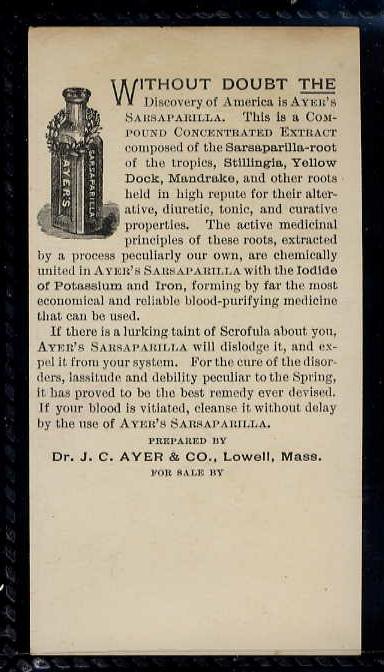 AYER'S
SARSAPARILLA
WITHOUT DOUBT THE
Discovery of America is AYER'S
SARSAPARILLA. This is a COM-
POUND CONCENTRATED EXTRACT
composed of the Sarsaparilla-root
of the tropics, Stillingia, Yellow
Dock, Mandrake, and other roots
held in high repute for their alter-
ative, diuretic, tonic, and curative
properties. The active medicinal
principles of these roots, extracted
by a process peculiarly our own, are chemically
united in AYER'S SARSAPARILLA with the Iodide
of Potassium and Iron, forming by far the most
economical and reliable blood-purifying medicine
that can be used.
If there is a lurking taint of Scrofula about you,
AYER'S SARSAPARILLA will dislodge it, and ex-
pel it from your system. For the cure of the disor-
ders, lassitude and debility peculiar to the Spring,
it has proved to be the best remedy ever devised.
If your blood is vitiated, cleanse it without delay
by the use of AYER'S SARSAPARILLA.
PREPARED BY
Dr. J. C. AYER & CO., Lowell, Mass.
FOR SALE BY